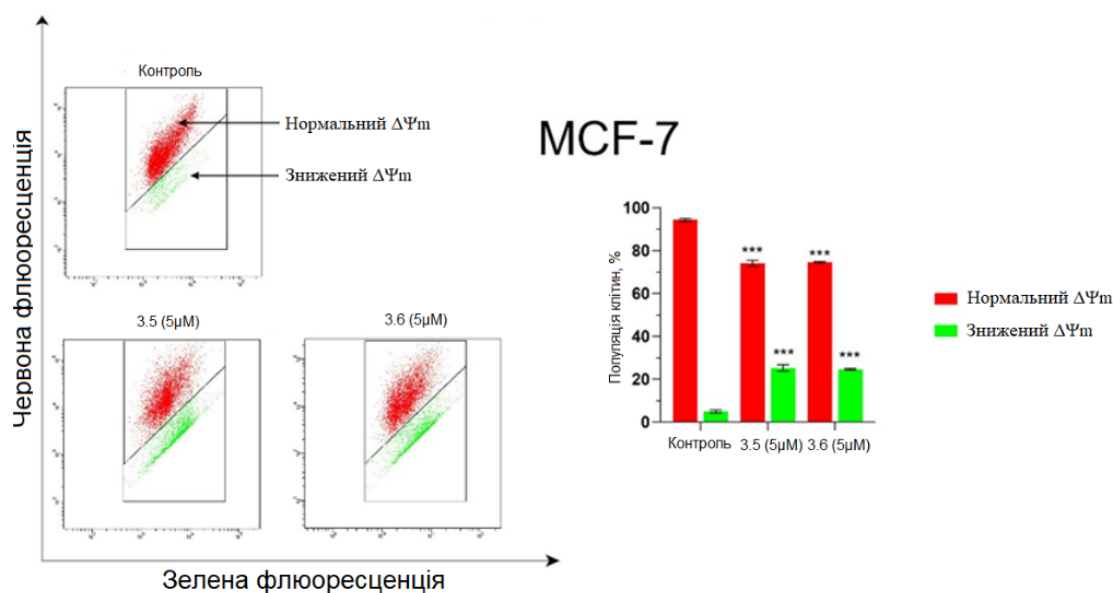 Контроль
Нормальний ΔΨm
Знижений ΔΨm
MCF-7
Червона флюоресценція
3.5 (5μM)
3.6 (5μM)
Зелена флюоресценція
Популяція клітин, %
100
80
60
40
20
0
***
***
***
***
Контроль
3.5 (5μM)
3.6 (5μM)
Нормальний ΔΨm
Знижений ΔΨm